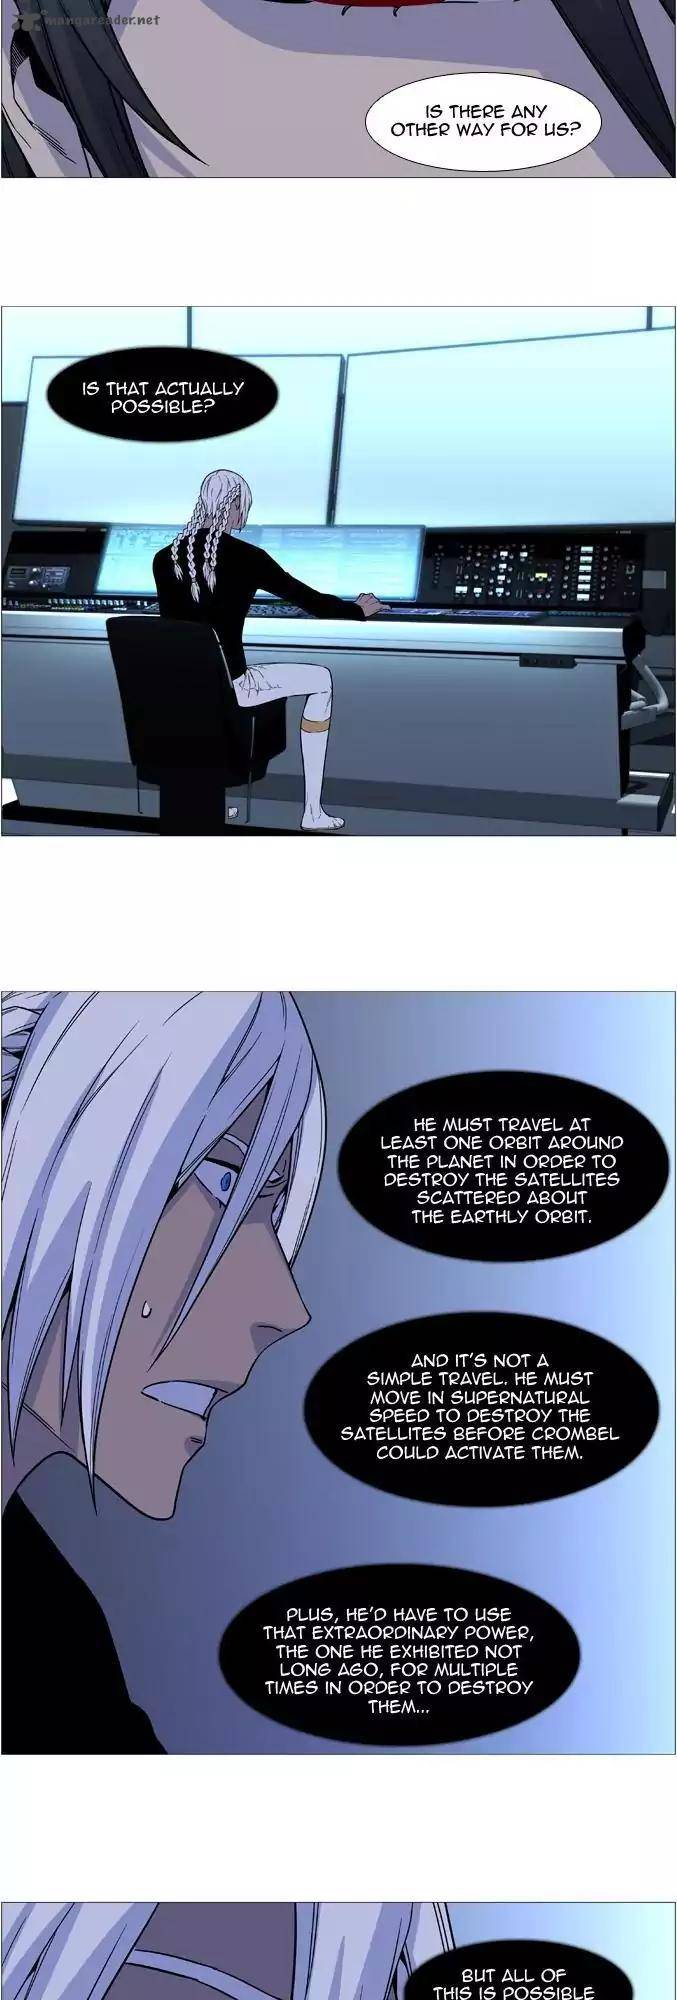 mangareader.net
IS THERE ANY
OTHER WAY FOR US?
IS THAT ACTUALLY
POSSIBLE?
HE MUST TRAVEL AT
LEAST ONE ORBIT AROUND
THE PLANET IN ORDER TO
DESTROY THE SATELLITES
SCATTERED ABOUT
THE EARTHLY ORBIT.
AND IT'S NOT A
SIMPLE TRAVEL. HE MUST
MOVE IN SUPERNATURAL
SPEED TO DESTROY THE
SATELLITES BEFORE CROMBEL
COULD ACTIVATE THEM.
PLUS, HE'D HAVE TO USE
THAT EXTRAORDINARY POWER,
THE ONE HE EXHIBITED NOT
LONG AGO, FOR MULTIPLE
TIMES IN ORDER TO DESTROY
THEM...
BUT ALL OF
THIS IS POSSIBLE